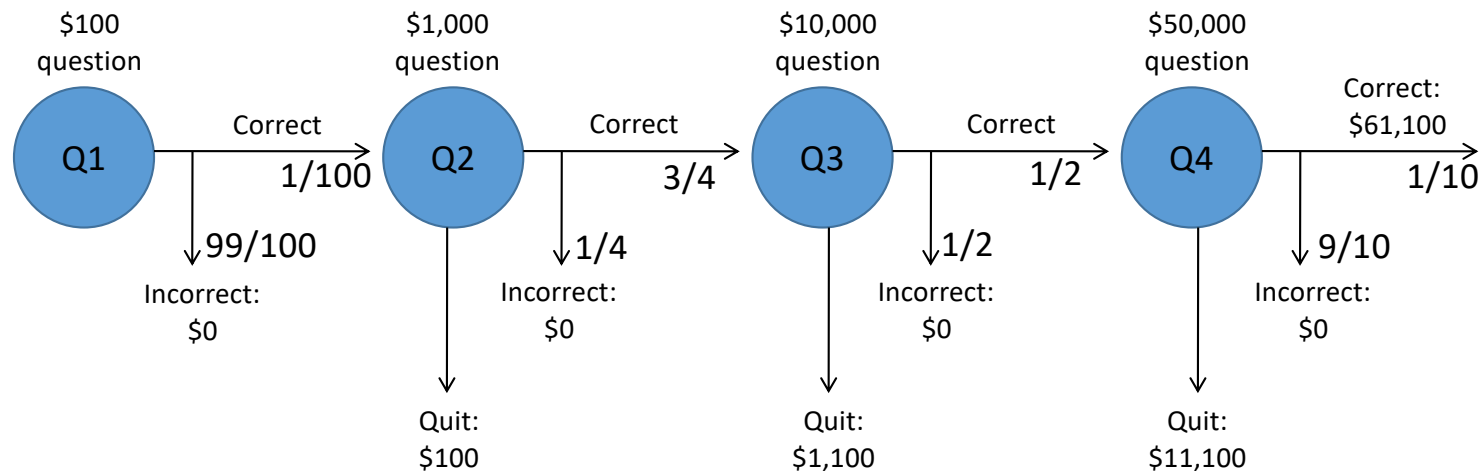 $100
question
$1,000
question
$10,000
question
$50,000
question
Q1
Correct
1/100
99/100
Incorrect:
$0
Q2
Correct
3/4
1/4
Incorrect:
$0
Quit:
$100
Q3
Correct
1/2
1/2
Incorrect:
$0
Quit:
$1,100
Q4
Correct:
$61,100
1/10
9/10
Incorrect:
$0
Quit:
$11,100